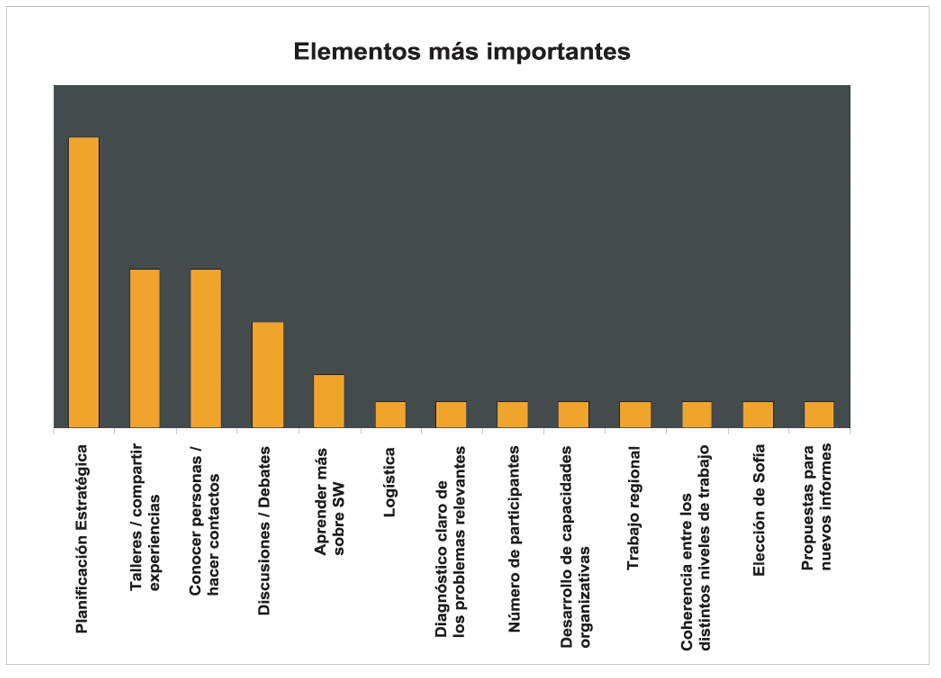 Elementos más importantes
Planificación Estratégica
Talleres / compartir
experiencias
Conocer personas /
hacer contactos
Discusiones / Debates
Aprender más
sobre SW
Logística
Diagnóstico claro de
los problemas relevantes
Número de participantes
Desarrollo de capacidades
organizativas
Trabajo regional
Coherencia entre los
distintos niveles de trabajo
Elección de Sofía
Propuestas para
nuevos informes